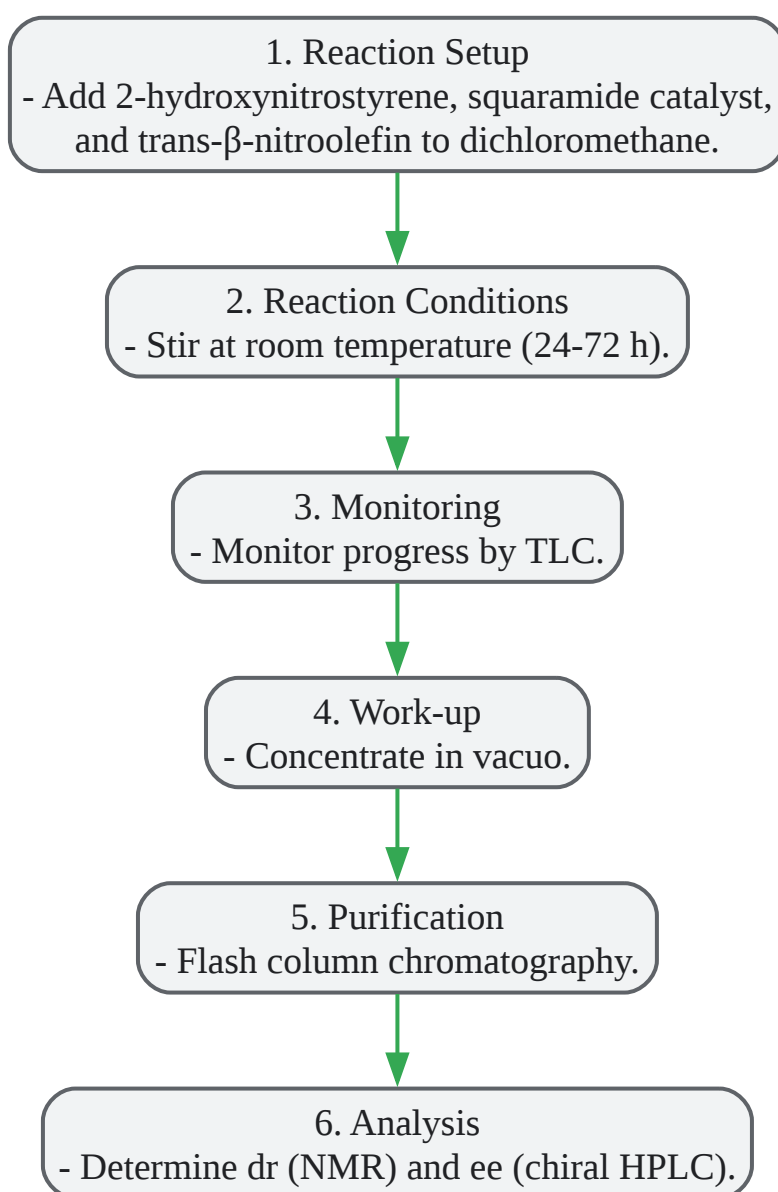 1. Reaction Setup
- Add 2-hydroxynitrostyrene, squaramide catalyst,
and trans-β-nitroolefin to dichloromethane.
2. Reaction Conditions
- Stir at room temperature (24-72 h).
3. Monitoring
- Monitor progress by TLC.
4. Work-up
- Concentrate in vacuo.
5. Purification
- Flash column chromatography.
6. Analysis
- Determine dr (NMR) and ee (chiral HPLC).